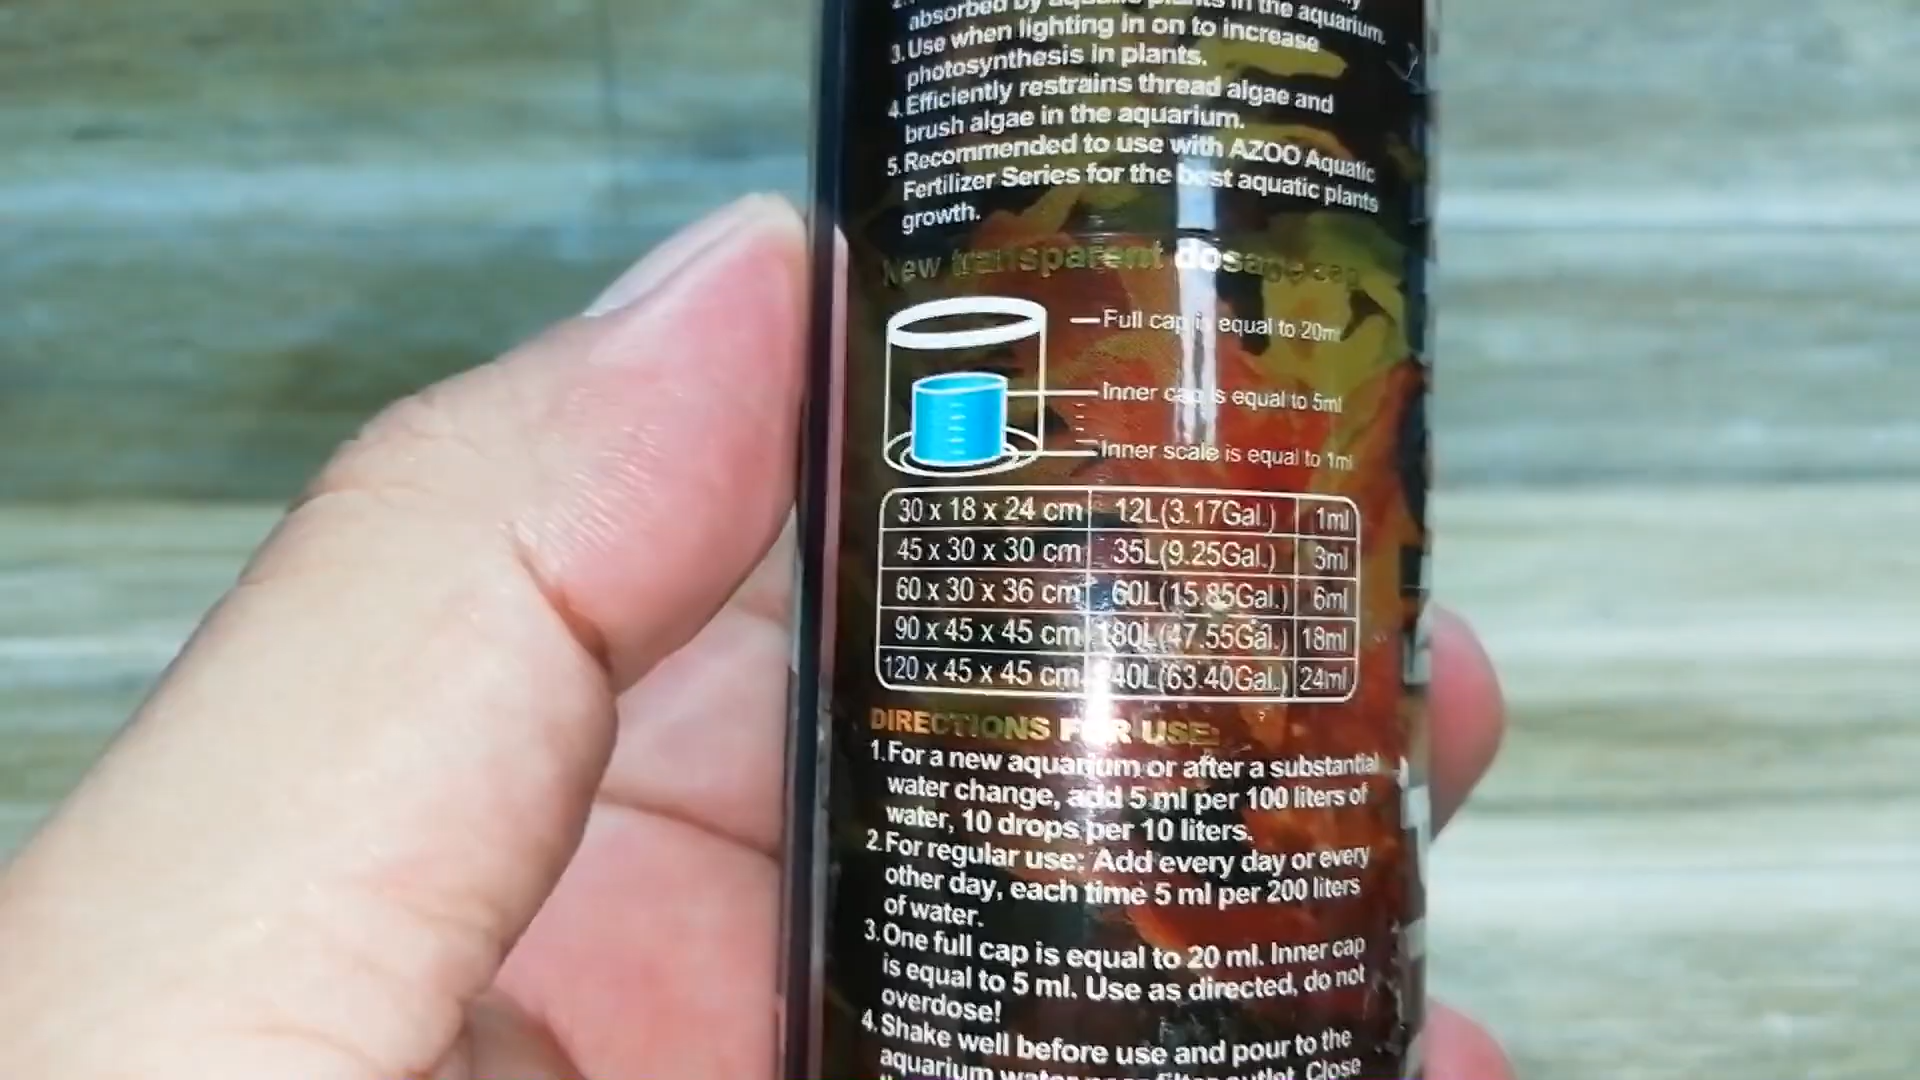 absorbed by aquatic plants in the aquarium.
3.Use when lighting in on to increase
photosynthesis in plants.
4.Efficiently restrains thread algae and
brush algae in the aquarium.
5.Recommended to use with AZOO Aquatic
Fertilizer Series for the best aquatic plants
growth.
New transparent dosage cap
Full cap is equal to 20ml
Inner cap is equal to 5ml
Inner scale is equal to 1ml
30 x 18 x 24 cm 12L(3.17Gal.) 1ml
45 x 30 x 30 cm 35L(9.25Gal.) 3ml
60 x 30 x 36 cm 60L(15.85Gal.) 6ml
90 x 45 x 45 cm 180L(47.55Gal.) 18ml
120 x 45 x 45 cm 240L(63.40Gal.) 24ml
DIRECTIONS FOR USE:
1.For a new aquarium or after a substantial
water change, add 5 ml per 100 liters of
water, 10 drops per 10 liters.
2.For regular use: Add every day or every
other day, each time 5 ml per 200 liters
of water.
3.One full cap is equal to 20 ml. Inner cap
is equal to 5 ml. Use as directed, do not
overdose!
4.Shake well before use and pour to the
aquarium water near filter outlet. Close